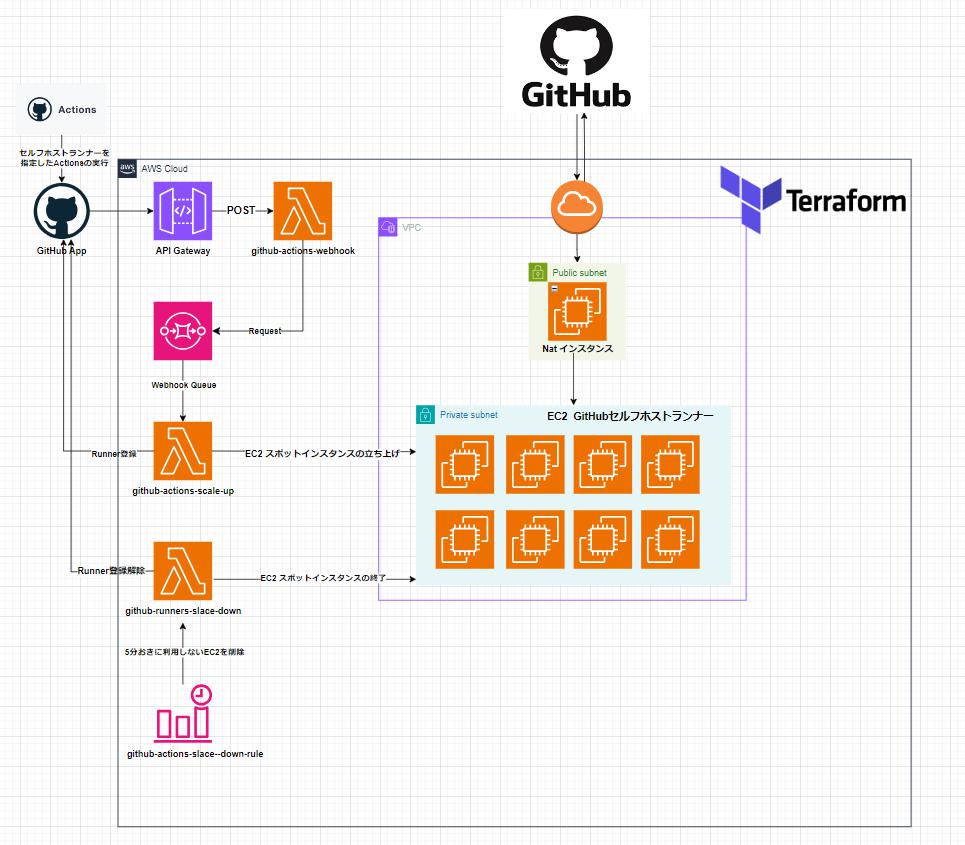 GitHub
Actions
セルフホストランナーを
指定したActionsの実行
aws
AWS Cloud
Terraform
GitHub App
API Gateway
POST
github-actions-webhook
VPC
Public subnet
Nat インスタンス
Request
Webhook Queue
Private subnet
EC2 GitHubセルフホストランナー
Runner登録
EC2 スポットインスタンスの立ち上げ
github-actions-scale-up
Runner登録解除
EC2 スポットインスタンスの終了
github-runners-slace-down
5分おきに利用しないEC2を削除
github-actions-slace--down-rule